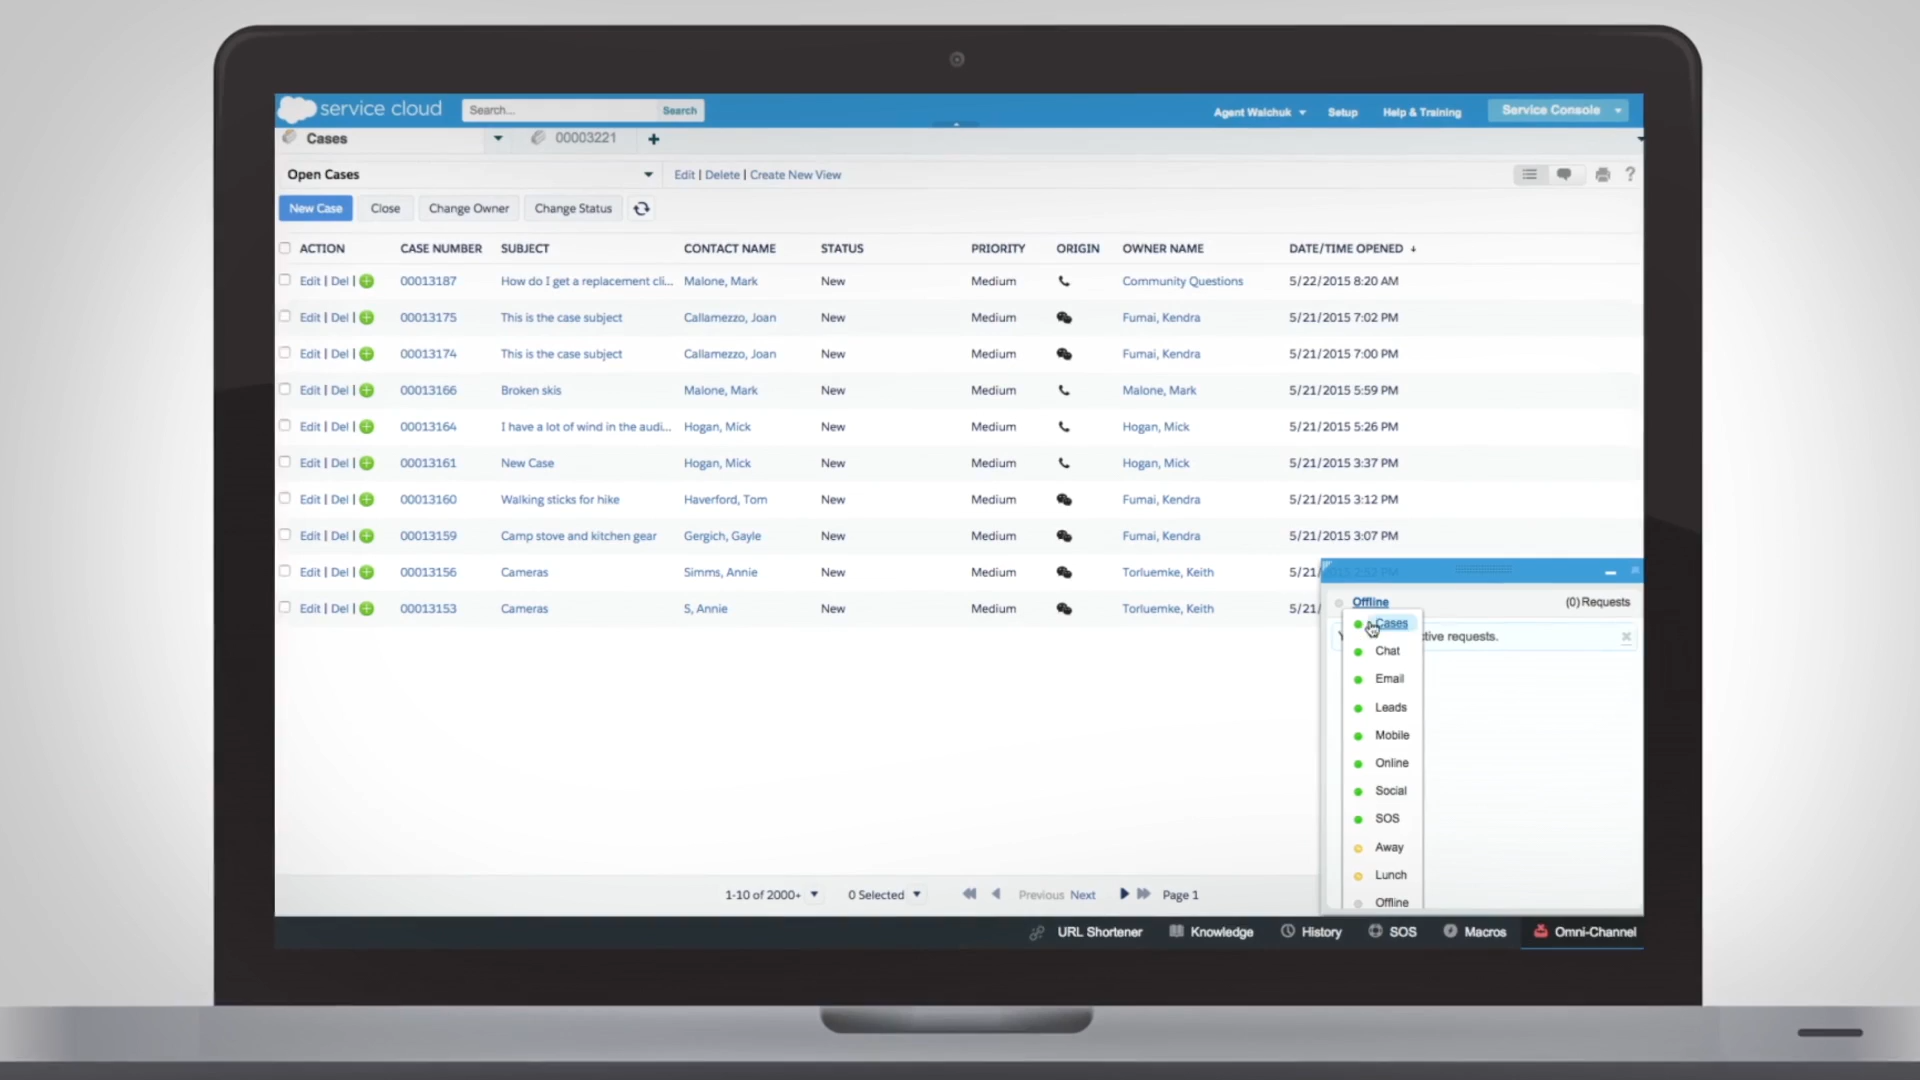 service cloud Search... Search Agent Walchuk Setup Help & Training Service Console
Cases 00003221
Open Cases Edit | Delete | Create New View
New Case Close Change Owner Change Status
ACTION CASE NUMBER SUBJECT CONTACT NAME STATUS PRIORITY ORIGIN OWNER NAME DATE/TIME OPENED
Edit | Del | 00013187 How do I get a replacement cli... Malone, Mark New Medium Community Questions 5/22/2015 8:20 AM
Edit | Del | 00013175 This is the case subject Callamezzo, Joan New Medium Fumai, Kendra 5/21/2015 7:02 PM
Edit | Del | 00013174 This is the case subject Callamezzo, Joan New Medium Fumai, Kendra 5/21/2015 7:00 PM
Edit | Del | 00013166 Broken skis Malone, Mark New Medium Malone, Mark 5/21/2015 5:59 PM
Edit | Del | 00013164 I have a lot of wind in the audi... Hogan, Mick New Medium Hogan, Mick 5/21/2015 5:26 PM
Edit | Del | 00013161 New Case Hogan, Mick New Medium Hogan, Mick 5/21/2015 3:37 PM
Edit | Del | 00013160 Walking sticks for hike Haverford, Tom New Medium Fumai, Kendra 5/21/2015 3:12 PM
Edit | Del | 00013159 Camp stove and kitchen gear Gergich, Gayle New Medium Fumai, Kendra 5/21/2015 3:07 PM
Edit | Del | 00013156 Cameras Simms, Annie New Medium Torluemke, Keith 5/21/2015 2:52 PM
Edit | Del | 00013153 Cameras S, Annie New Medium Torluemke, Keith 5/21/
Offline (0) Requests
Cases
tive requests.
Chat
Email
Leads
Mobile
Online
Social
SOS
Away
Lunch
Offline
1-10 of 2000+ 0 Selected Previous Next Page 1
URL Shortener Knowledge History SOS Macros Omni-Channel